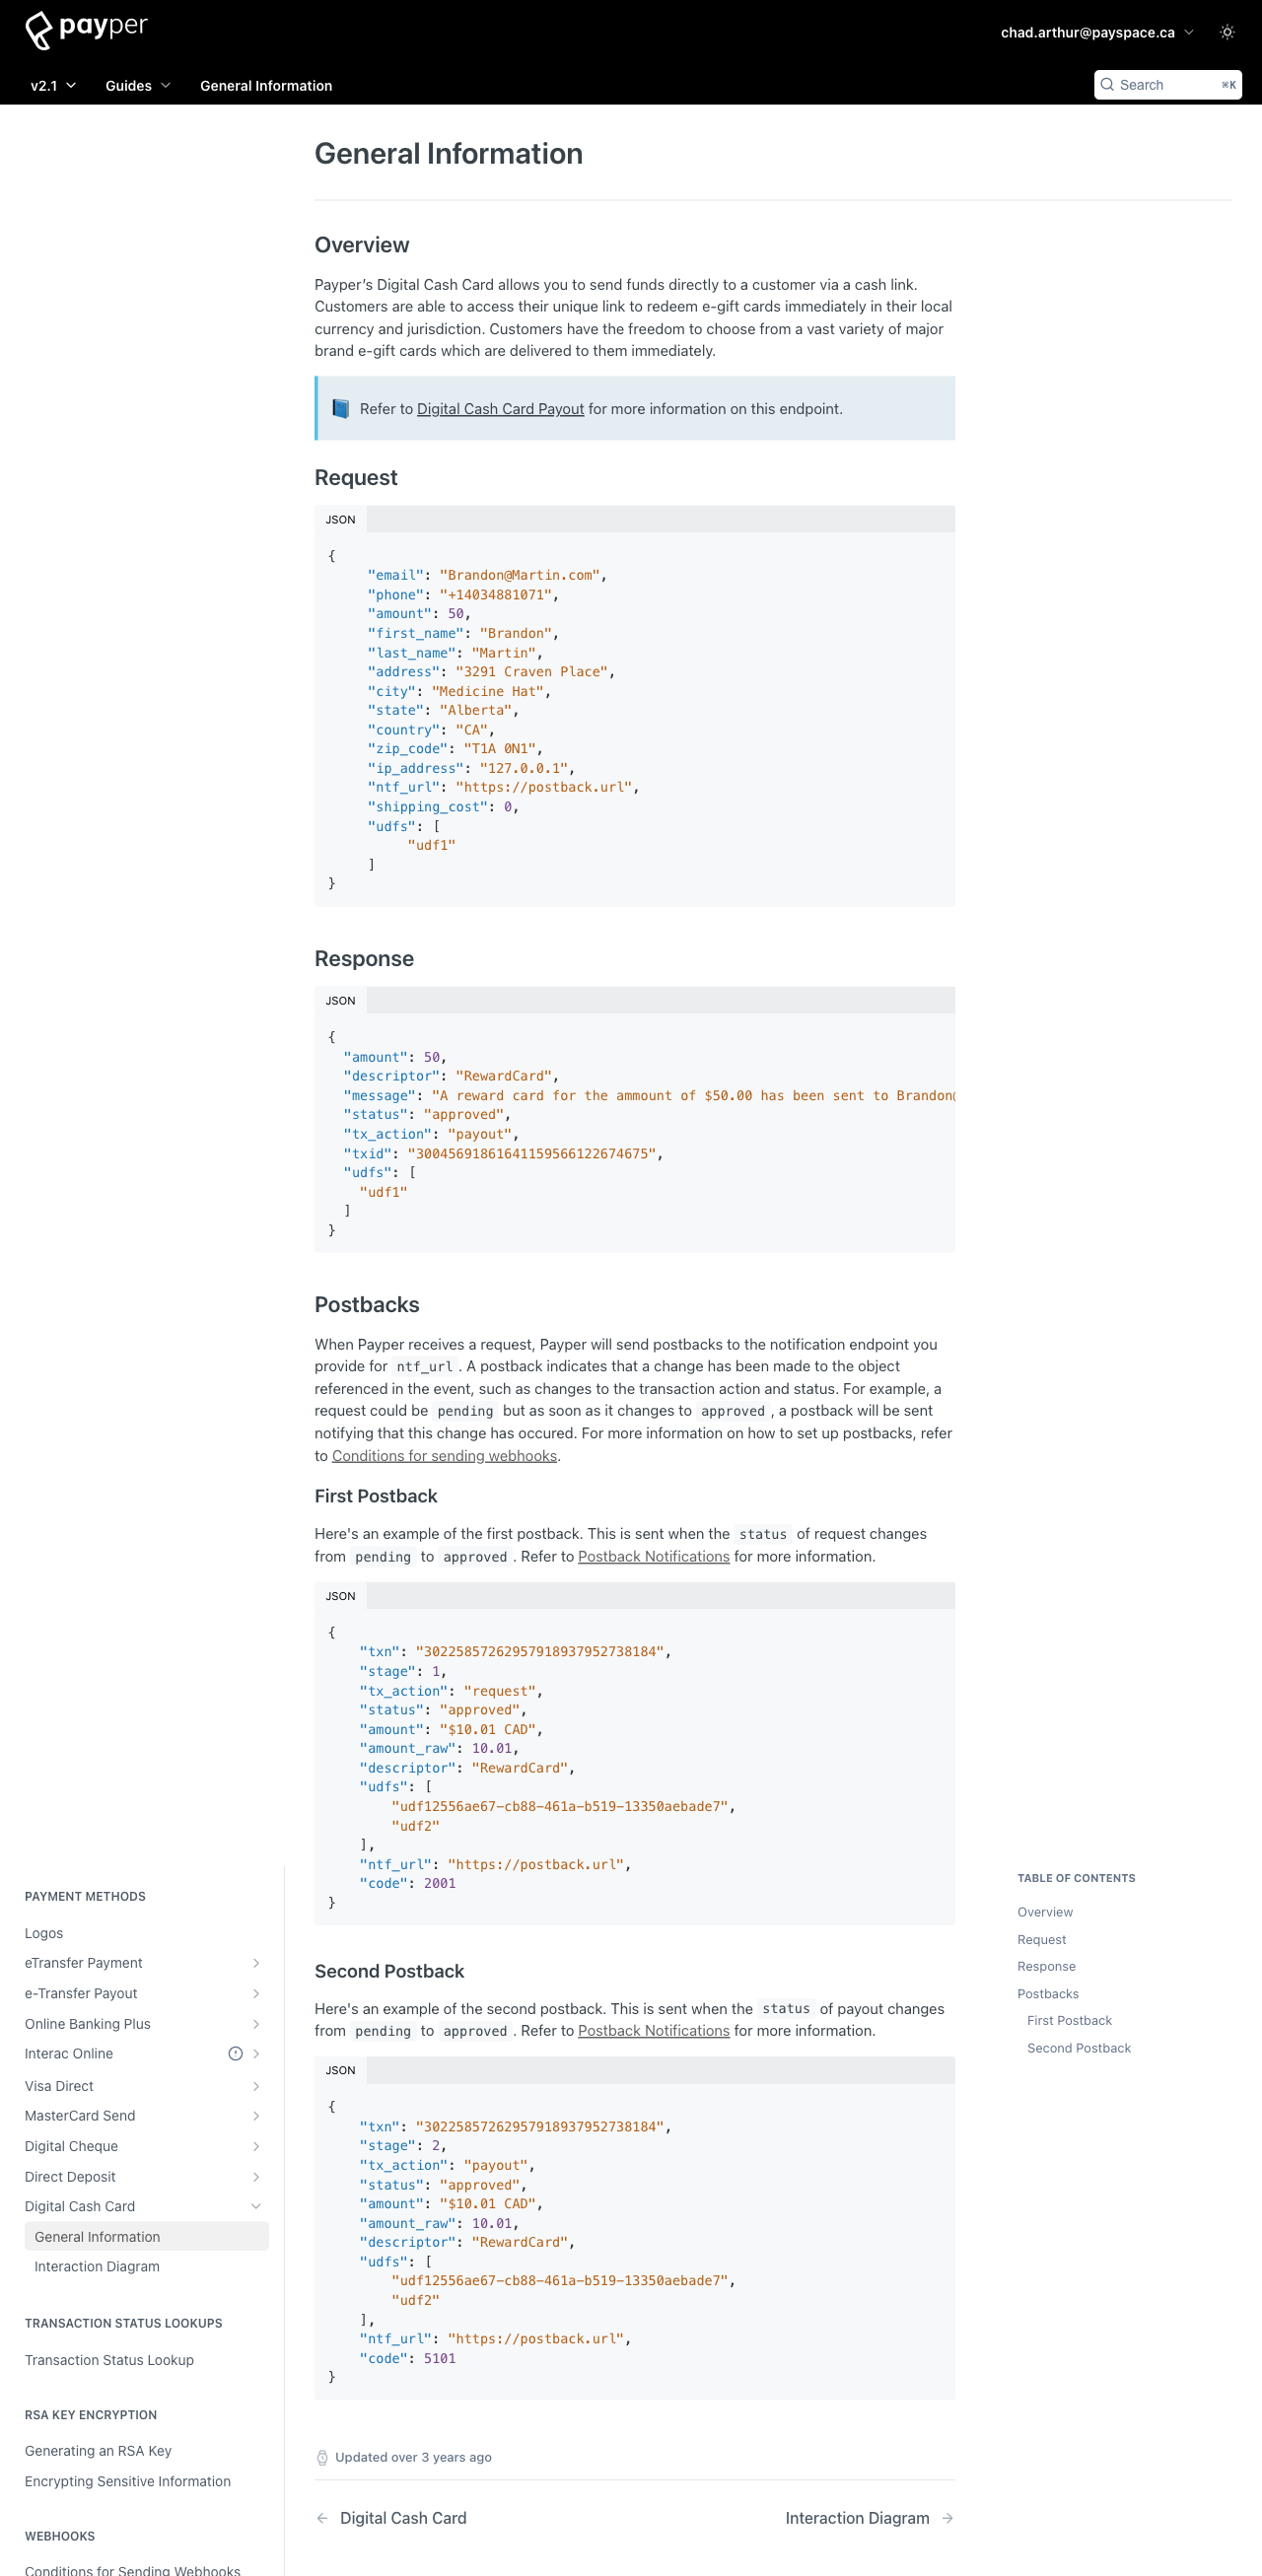 payper
chad.arthur@payspace.ca
v2.1
Guides
General Information
Search
⌘K
General Information
Overview
Payper’s Digital Cash Card allows you to send funds directly to a customer via a cash link.
Customers are able to access their unique link to redeem e-gift cards immediately in their local
currency and jurisdiction. Customers have the freedom to choose from a vast variety of major
brand e-gift cards which are delivered to them immediately.
Refer to Digital Cash Card Payout for more information on this endpoint.
Request
JSON
{
"email": "Brandon@Martin.com",
"phone": "+14034881071",
"amount": 50,
"first_name": "Brandon",
"last_name": "Martin",
"address": "3291 Craven Place",
"city": "Medicine Hat",
"state": "Alberta",
"country": "CA",
"zip_code": "T1A 0N1",
"ip_address": "127.0.0.1",
"ntf_url": "https://postback.url",
"shipping_cost": 0,
"udfs": [
"udf1"
]
}
Response
JSON
{
"amount": 50,
"descriptor": "RewardCard",
"message": "A reward card for the ammount of $50.00 has been sent to Brandon@
"status": "approved",
"tx_action": "payout",
"txid": "30045691861641159566122674675",
"udfs": [
"udf1"
]
}
Postbacks
When Payper receives a request, Payper will send postbacks to the notification endpoint you
provide for ntf_url. A postback indicates that a change has been made to the object
referenced in the event, such as changes to the transaction action and status. For example, a
request could be pending but as soon as it changes to approved, a postback will be sent
notifying that this change has occured. For more information on how to set up postbacks, refer
to Conditions for sending webhooks.
First Postback
Here's an example of the first postback. This is sent when the status of request changes
from pending to approved. Refer to Postback Notifications for more information.
JSON
{
"txn": "30225857262957918937952738184",
"stage": 1,
"tx_action": "request",
"status": "approved",
"amount": "$10.01 CAD",
"amount_raw": 10.01,
"descriptor": "RewardCard",
"udfs": [
"udf12556ae67-cb88-461a-b519-13350aebade7",
"udf2"
],
"ntf_url": "https://postback.url",
"code": 2001
}
Second Postback
Here's an example of the second postback. This is sent when the status of payout changes
from pending to approved. Refer to Postback Notifications for more information.
JSON
{
"txn": "30225857262957918937952738184",
"stage": 2,
"tx_action": "payout",
"status": "approved",
"amount": "$10.01 CAD",
"amount_raw": 10.01,
"descriptor": "RewardCard",
"udfs": [
"udf12556ae67-cb88-461a-b519-13350aebade7",
"udf2"
],
"ntf_url": "https://postback.url",
"code": 5101
}
Updated over 3 years ago
Digital Cash Card
Interaction Diagram
PAYMENT METHODS
Logos
eTransfer Payment
e-Transfer Payout
Online Banking Plus
Interac Online
Visa Direct
MasterCard Send
Digital Cheque
Direct Deposit
Digital Cash Card
General Information
Interaction Diagram
TRANSACTION STATUS LOOKUPS
Transaction Status Lookup
RSA KEY ENCRYPTION
Generating an RSA Key
Encrypting Sensitive Information
WEBHOOKS
Conditions for Sending Webhooks
TABLE OF CONTENTS
Overview
Request
Response
Postbacks
First Postback
Second Postback